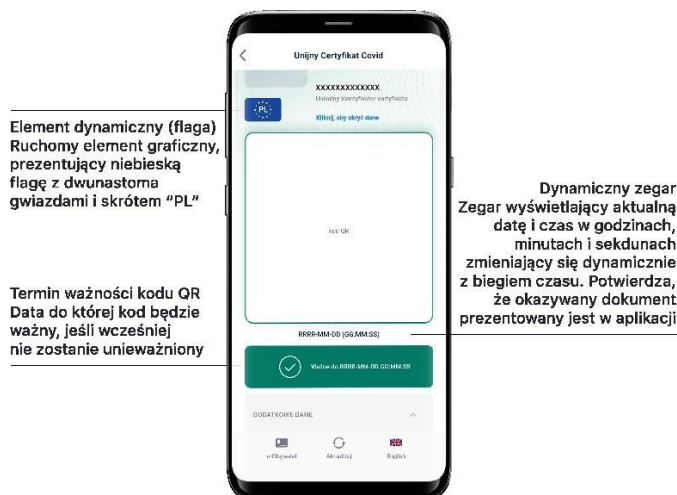 Unijny Certyfikat Covid
XXXXXXXXXXXXX
Unikalny identyfikator certyfikatu
PL
Kliknij, aby ukryć dane
Element dynamiczny (flaga)
Ruchomy element graficzny,
prezentujący niebieską
flagę z dwunastoma
gwiazdami i skrótem "PL"
kod QR
Dynamiczny zegar
Zegar wyświetlający aktualną
datę i czas w godzinach,
minutach i sekdunach
zmieniający się dynamicznie
z biegiem czasu. Potwierdza,
że okazywany dokument
prezentowany jest w aplikacji
Termin ważności kodu QR
Data do której kod będzie
ważny, jeśli wcześniej
nie zostanie unieważniony
RRRR-MM-DD (GG:MM:SS)
Ważne do RRRR-MM-DD GG:MM:SS
DODATKOWE DANE
mObywatel
Aktualizuj
English